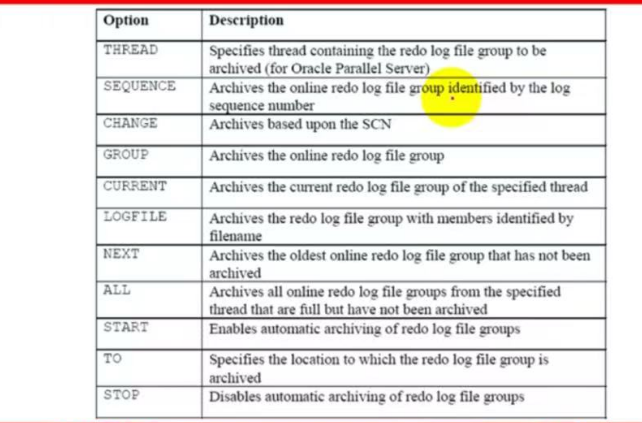 Option Description
THREAD Specifies thread containing the redo log file group to be
archived (for Oracle Parallel Server)
SEQUENCE Archives the online redo log file group identified by the log
sequence number
CHANGE Archives based upon the SCN
GROUP Archives the online redo log file group
CURRENT Archives the current redo log file group of the specified thread
LOGFILE Archives the redo log file group with members identified by
filename
NEXT Archives the oldest online redo log file group that has not been
archived
ALL Archives all online redo log file groups from the specified
thread that are full but have not been archived
START Enables automatic archiving of redo log file groups
TO Specifies the location to which the redo log file group is
archived
STOP Disables automatic archiving of redo log file groups